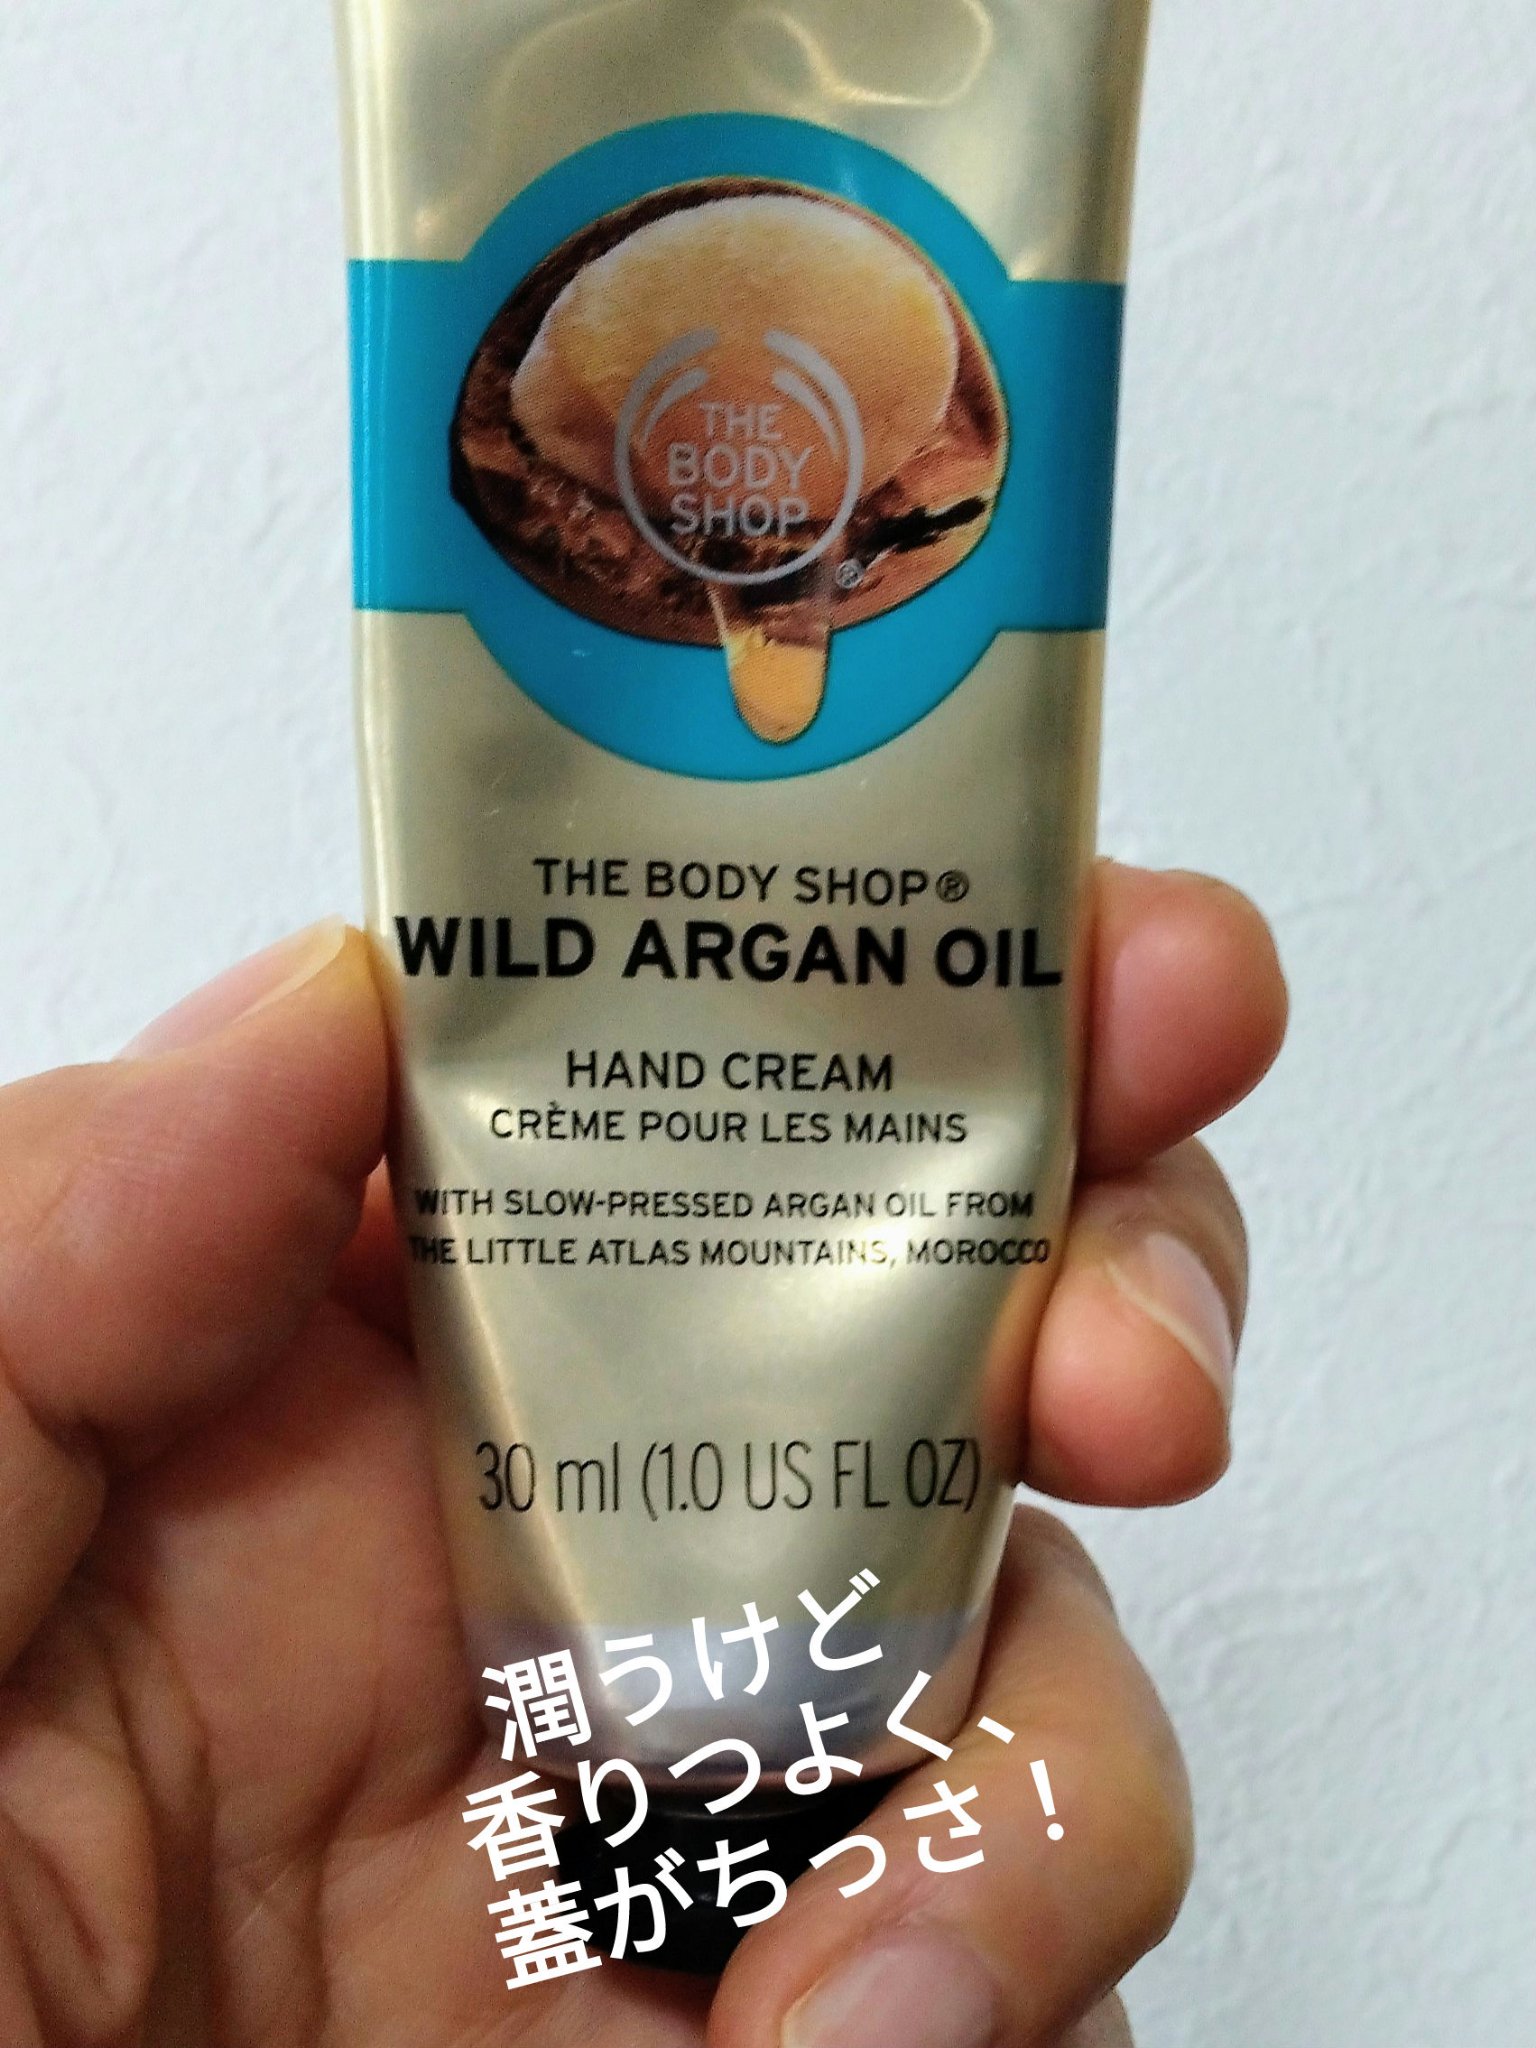 THE
BODY
SHOP
®
THE BODY SHOP®
WILD ARGAN OIL
HAND CREAM
CRÈME POUR LES MAINS
WITH SLOW-PRESSED ARGAN OIL FROM
THE LITTLE ATLAS MOUNTAINS, MOROCCO
30 ml (1.0 US FL OZ)
潤うけど
香りつよく、
蓋がちっさ！